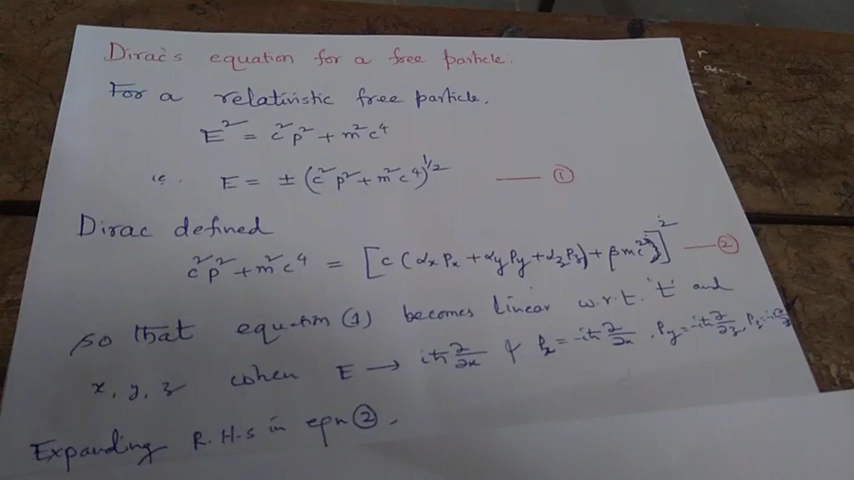 Dirac's equation for a free particle.
For a relativistic free particle.
E² = c²p² + m²c⁴
i.e. E = ± (c²p² + m²c⁴)^1/2 —— ①
Dirac defined
c²p² + m²c⁴ = [c (αx Px + αy Py + αz Pz) + βmc²]² —— ②
so that equation (1) becomes linear w.r.t. 't' and
x, y, z when E → iħ ∂/∂x & Px = -iħ ∂/∂x , Py = -iħ ∂/∂z, Pz = -iħ
Expanding R.H.S in eqn ② .